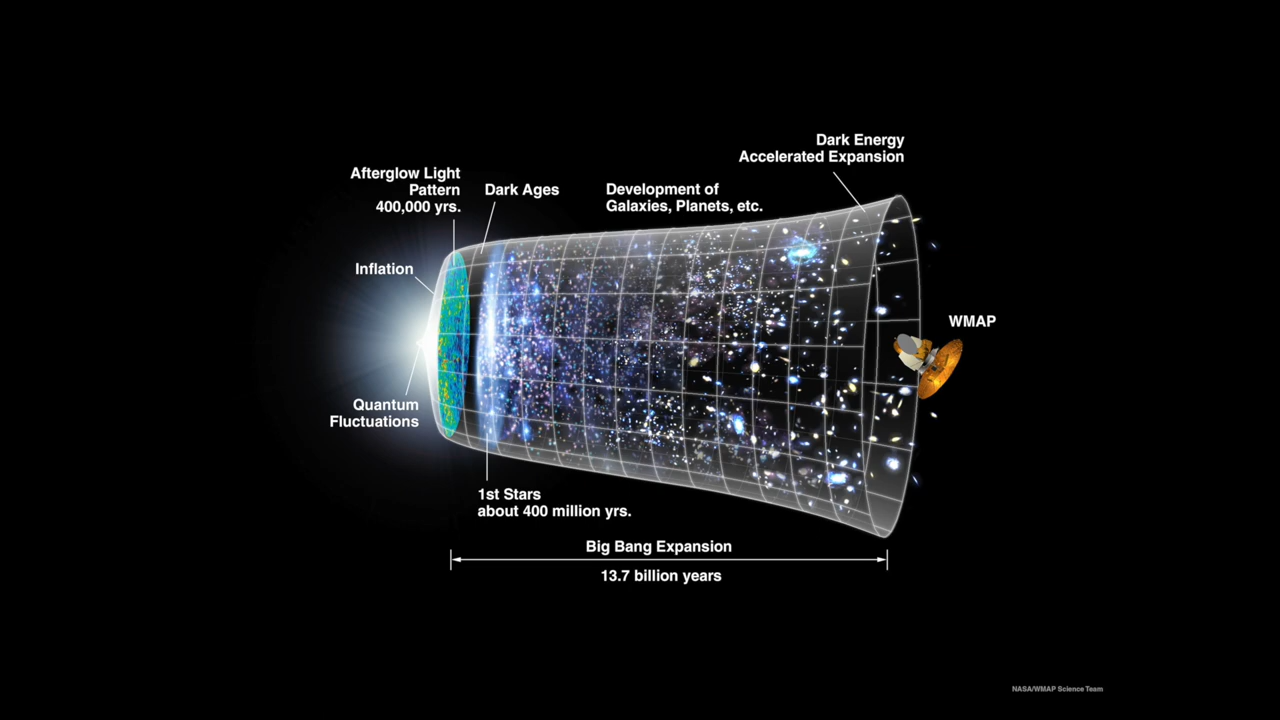 Dark Energy
Accelerated Expansion
Afterglow Light
Pattern
400,000 yrs.
Dark Ages
Development of
Galaxies, Planets, etc.
Inflation
WMAP
Quantum
Fluctuations
1st Stars
about 400 million yrs.
Big Bang Expansion
13.7 billion years
NASA/WMAP Science Team